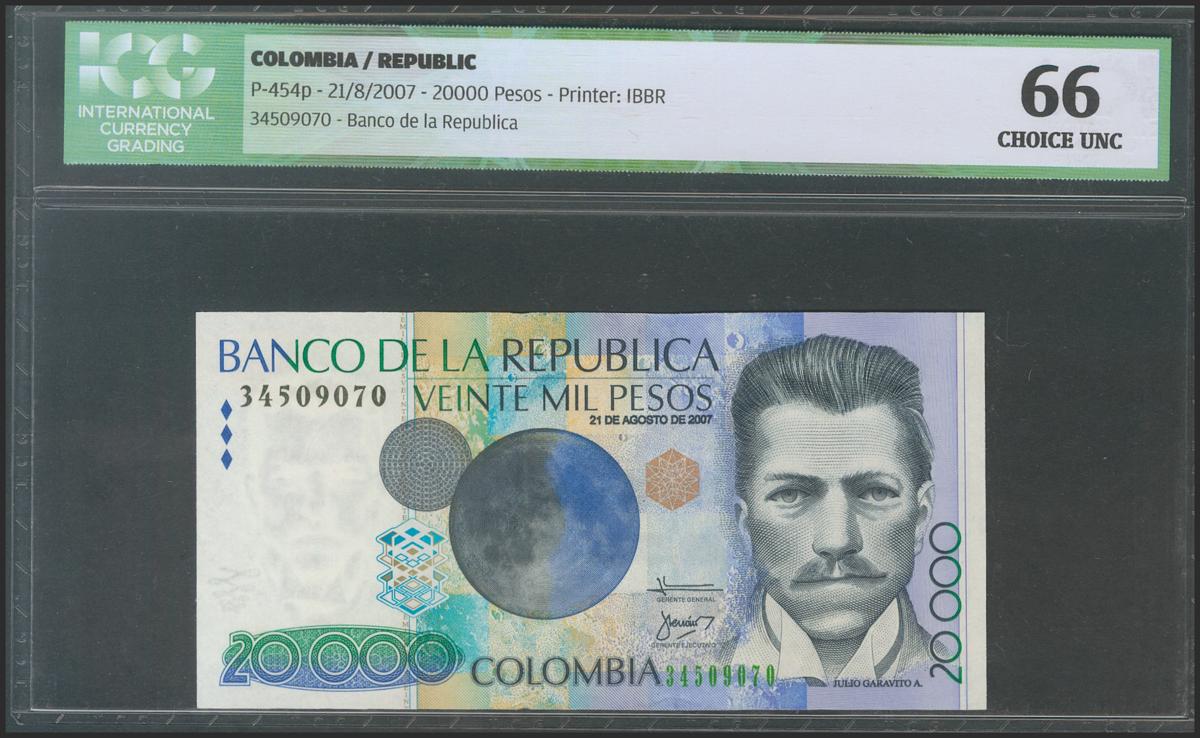 ICG
INTERNATIONAL
CURRENCY
GRADING
COLOMBIA / REPUBLIC
P-454p - 21/8/2007 - 20000 Pesos - Printer: IBBR
34509070 - Banco de la Republica
66
CHOICE UNC
BANCO DE LA REPUBLICA
34509070
VEINTE MIL PESOS
21 DE AGOSTO DE 2007
GERENTE GENERAL
GERENTE EJECUTIVO
20 000
COLOMBIA
34509070
JULIO GARAVITO A.
20 000